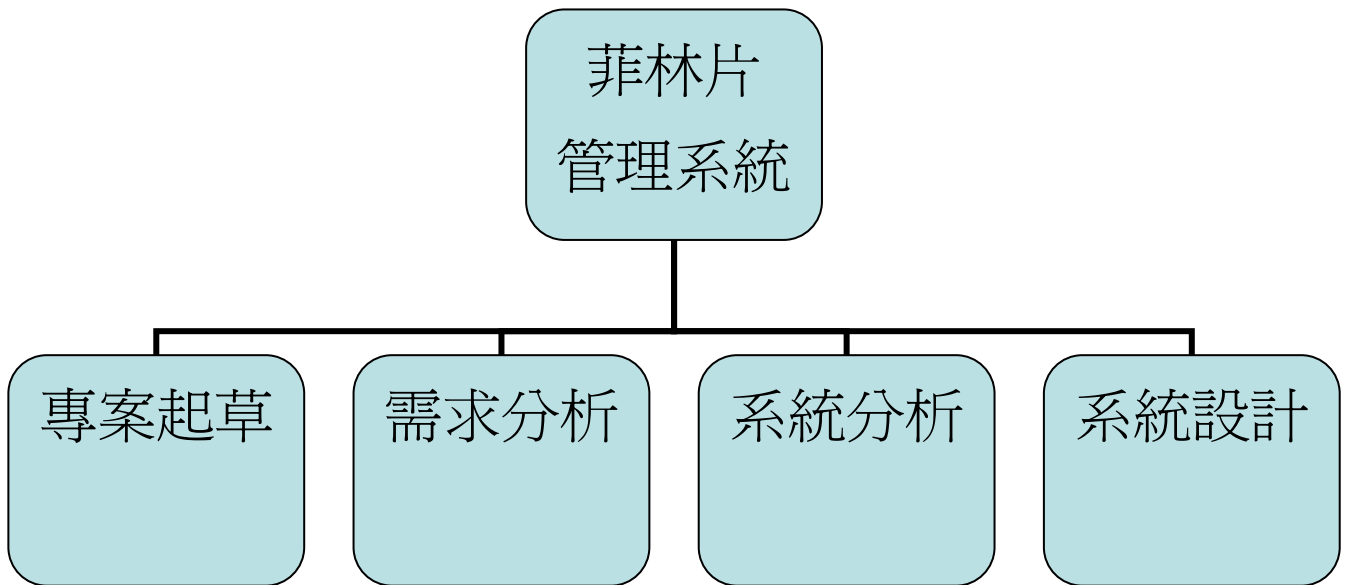 菲林片
管理系統
專案起草
需求分析
系統分析
系統設計